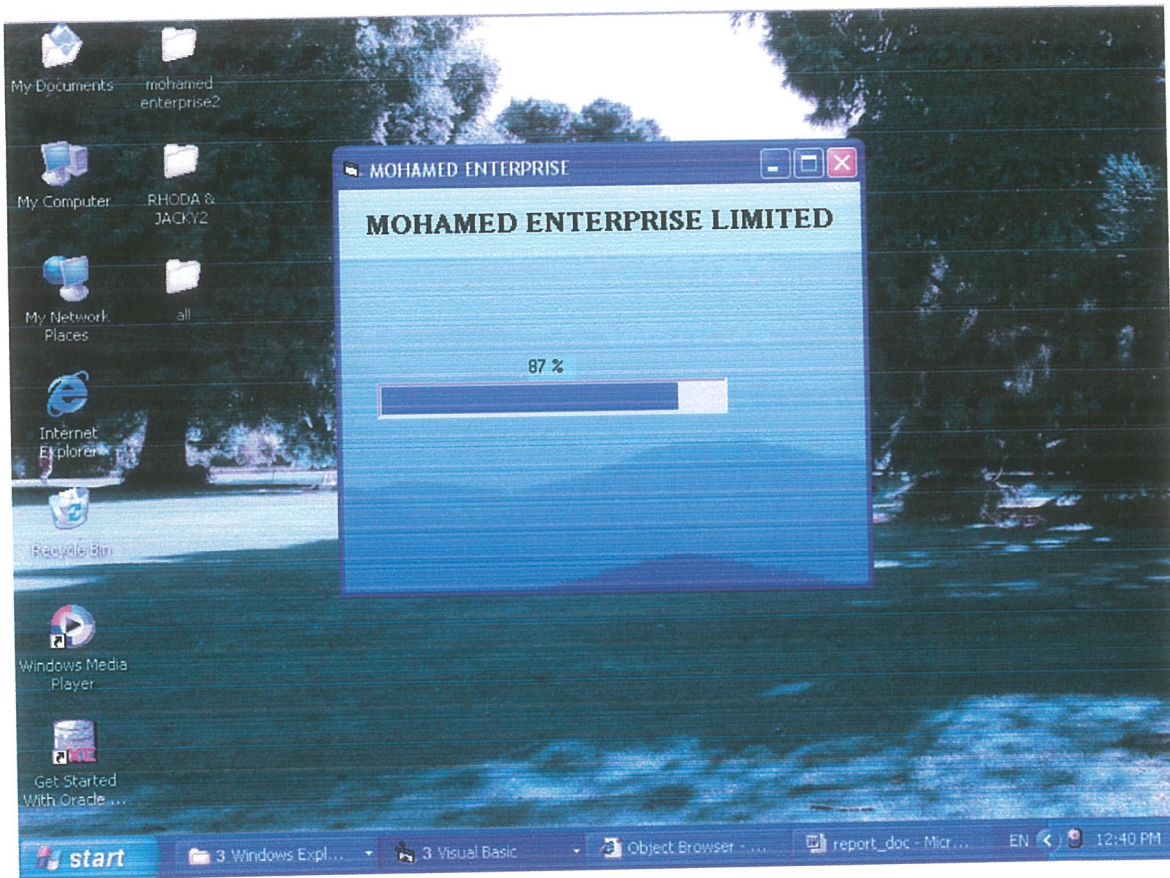 My Documents
mohamed
enterprise2
My Computer
RHODA &
JACKY2
My Network
Places
all
Internet
Explorer
Recycle Bin
Windows Media
Player
XE
Get Started
With Oracle ...
MOHAMED ENTERPRISE
MOHAMED ENTERPRISE LIMITED
87 %
start
3 Windows Expl...
3 Visual Basic
Object Browser - ...
report_doc - Micr...
EN
12:40 PM